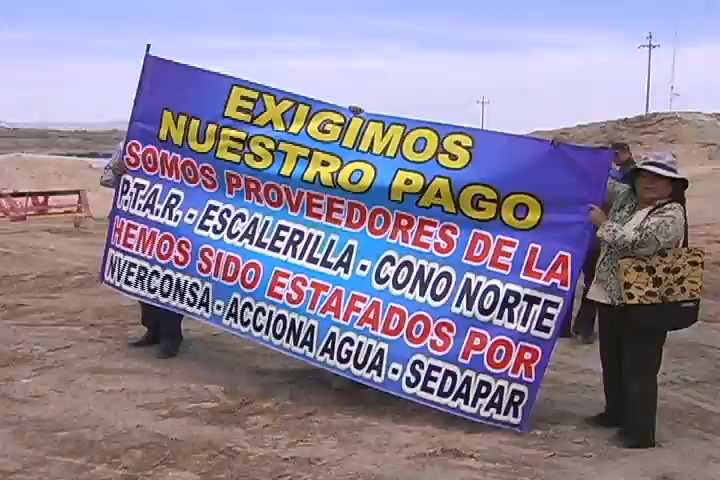 EXIGIMOS
NUESTRO PAGO
SOMOS PROVEEDORES DE LA
P.T.A.R. - ESCALERILLA - CONO NORTE
HEMOS SIDO ESTAFADOS POR
NVERCONSA - ACCIONA AGUA - SEDAPAR